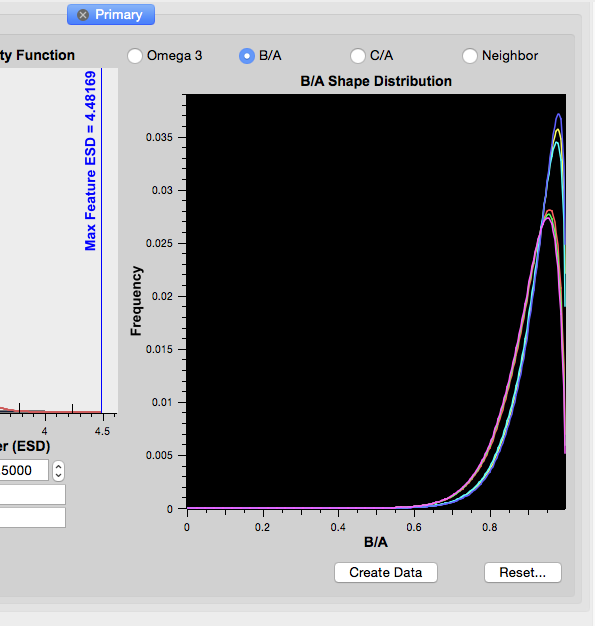 Primary
ty Function
Omega 3
B/A
C/A
Neighbor
B/A Shape Distribution
Max Feature ESD = 4.48169
Frequency
0.035
0.03
0.025
0.02
0.015
0.01
0.005
0
0
0.2
0.4
0.6
0.8
B/A
4
4.5
er (ESD)
5000
Create Data
Reset...